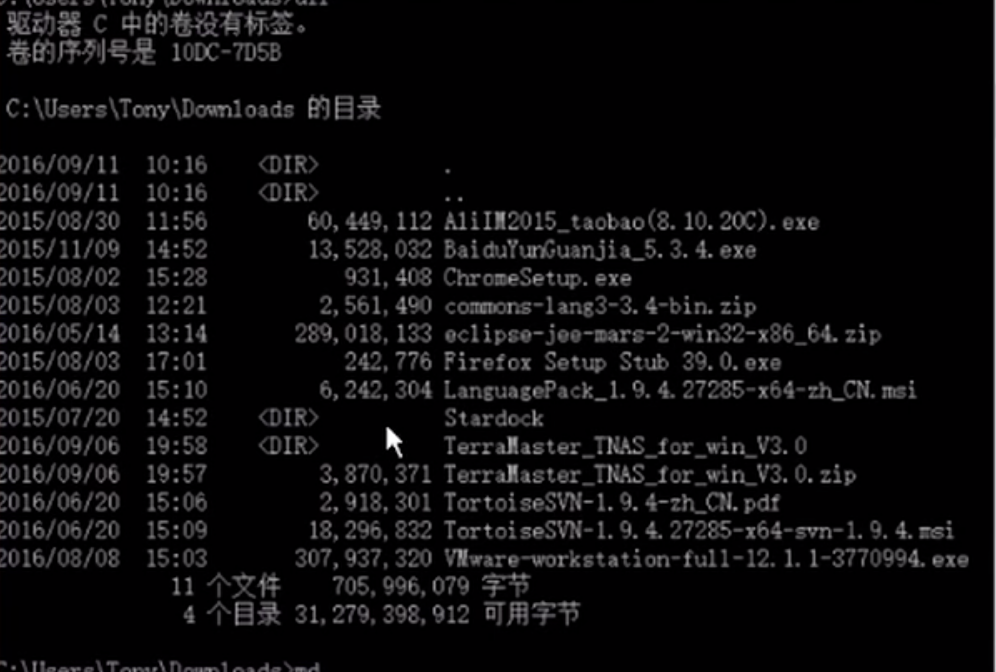 C:\Users\Tony\Downloads>dir
驱动器 C 中的卷没有标签。
卷的序列号是 10DC-7D5B
C:\Users\Tony\Downloads 的目录
2016/09/11 10:16 <DIR> .
2016/09/11 10:16 <DIR> ..
2015/08/30 11:56 60,449,112 AliIM2015_taobao(8.10.20C).exe
2015/11/09 14:52 13,528,032 BaiduYunGuanjia_5.3.4.exe
2015/08/02 15:28 931,408 ChromeSetup.exe
2015/08/03 12:21 2,561,490 commons-lang3-3.4-bin.zip
2016/05/14 13:14 289,018,133 eclipse-jee-mars-2-win32-x86_64.zip
2015/08/03 17:01 242,776 Firefox Setup Stub 39.0.exe
2016/06/20 15:10 6,242,304 LanguagePack_1.9.4.27285-x64-zh_CN.msi
2015/07/20 14:52 <DIR> Stardock
2016/09/06 19:58 <DIR> TerraMaster_TNAS_for_win_V3.0
2016/09/06 19:57 3,870,371 TerraMaster_TNAS_for_win_V3.0.zip
2016/06/20 15:06 2,918,301 TortoiseSVN-1.9.4-zh_CN.pdf
2016/06/20 15:09 18,296,832 TortoiseSVN-1.9.4.27285-x64-svn-1.9.4.msi
2016/08/08 15:03 307,937,320 VMware-workstation-full-12.1.1-3770994.exe
11 个文件 705,996,079 字节
4 个目录 31,279,398,912 可用字节
C:\Users\Tony\Downloads>md